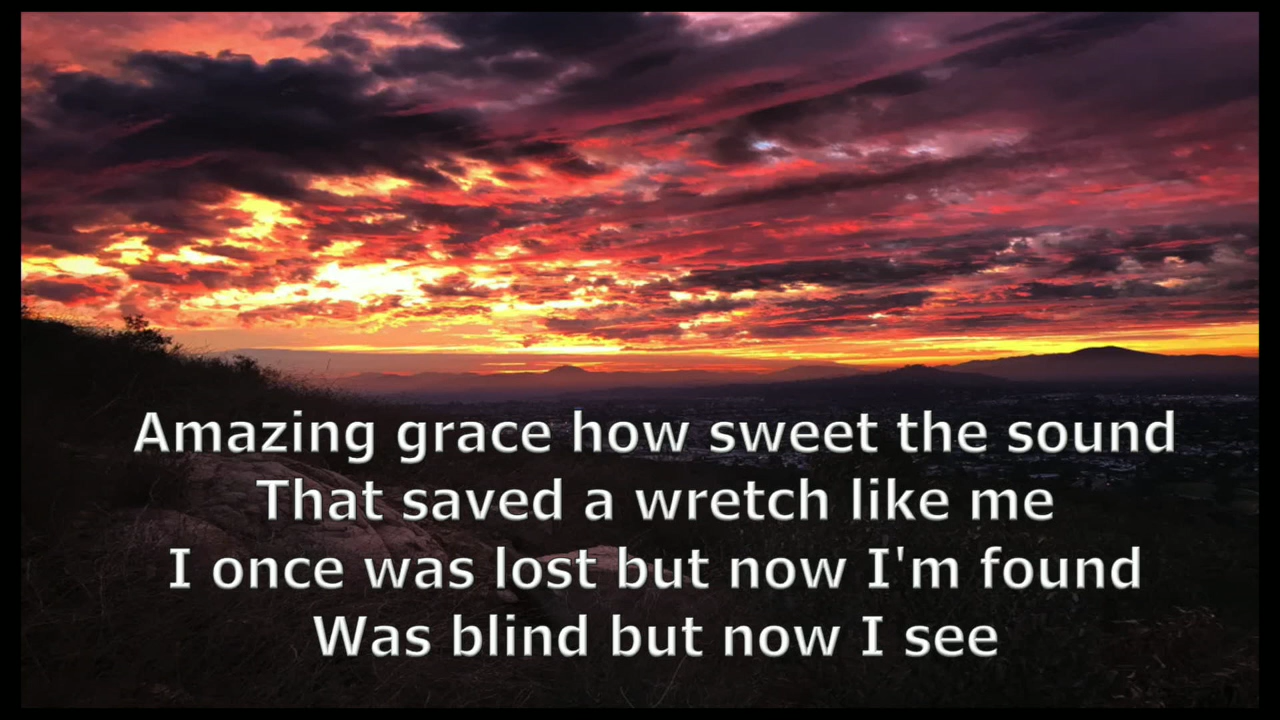 Amazing grace how sweet the sound
That saved a wretch like me
I once was lost but now I'm found
Was blind but now I see